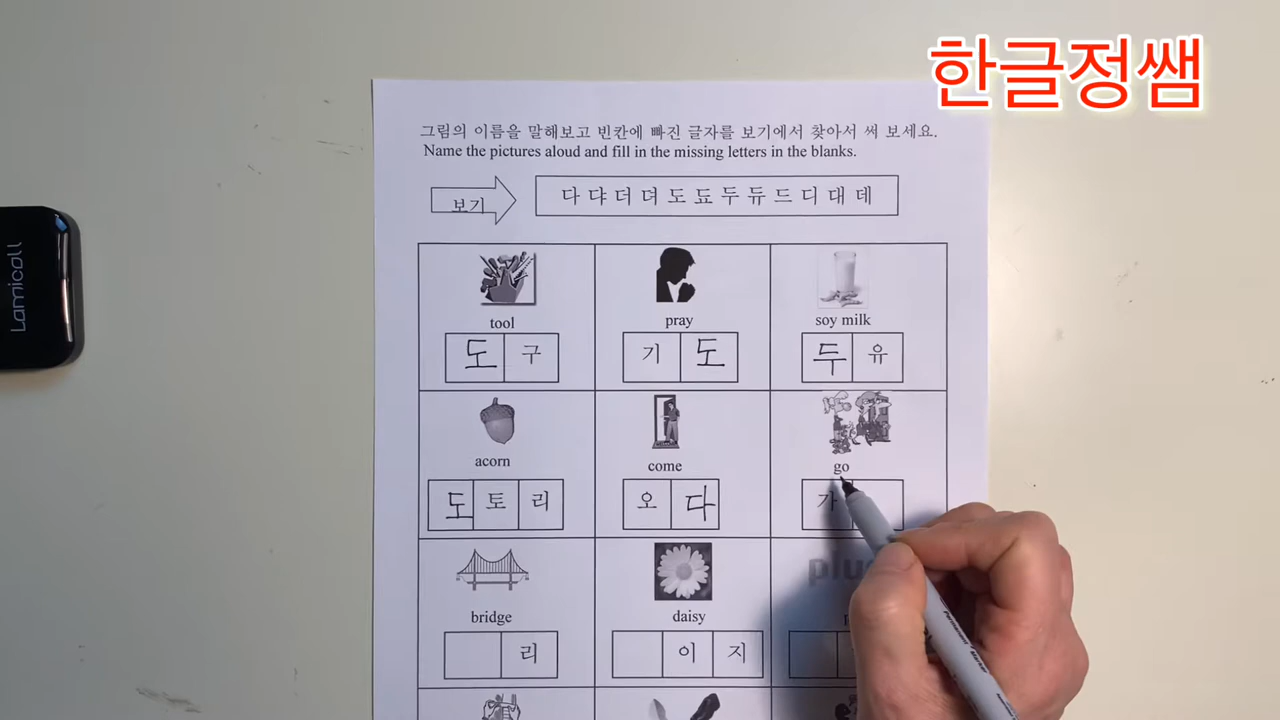 한글정쌤
그림의 이름을 말해보고 빈칸에 빠진 글자를 보기에서 찾아서 써 보세요.
Name the pictures aloud and fill in the missing letters in the blanks.
보기
다 댜 더 뎌 도 됴 두 듀 드 디 대 데
tool
pray
soy milk
도 구
기 도
두 유
acorn
come
go
도 토 리
오 다
가
bridge
daisy
리
이 지
Lamicall
Permanent Marker